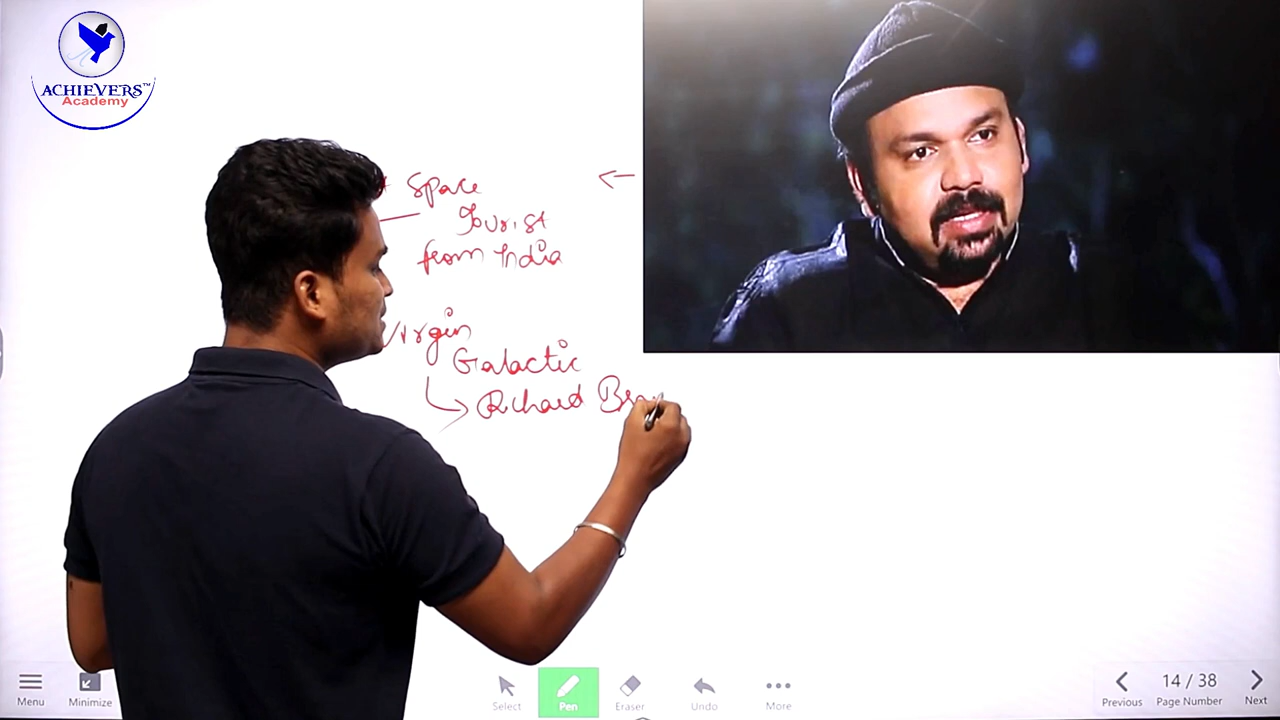 ACHIEVERS™
Academy
Space
Tourist
from India
Virgin
Galactic
Richard
Menu
Minimize
Select
Pen
Eraser
Undo
More
Previous
14 / 38
Page Number
Next